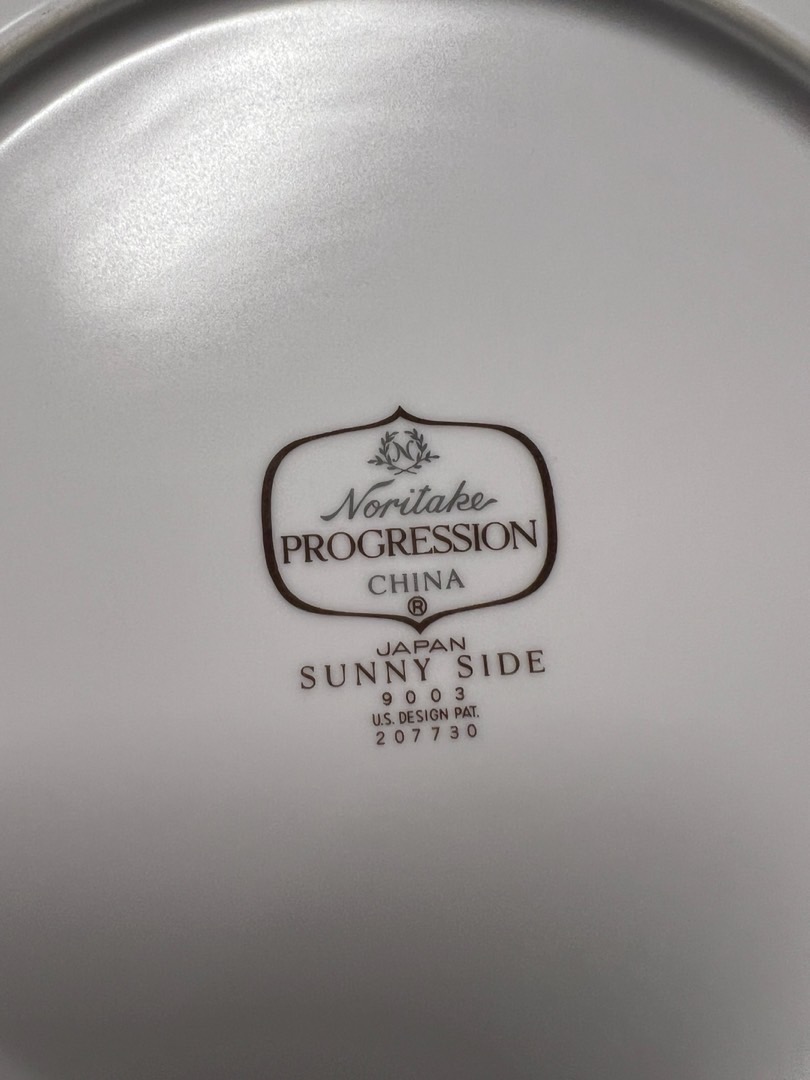 N
Noritake
PROGRESSION
CHINA
®
JAPAN
SUNNY SIDE
9003
U.S. DESIGN PAT.
207730